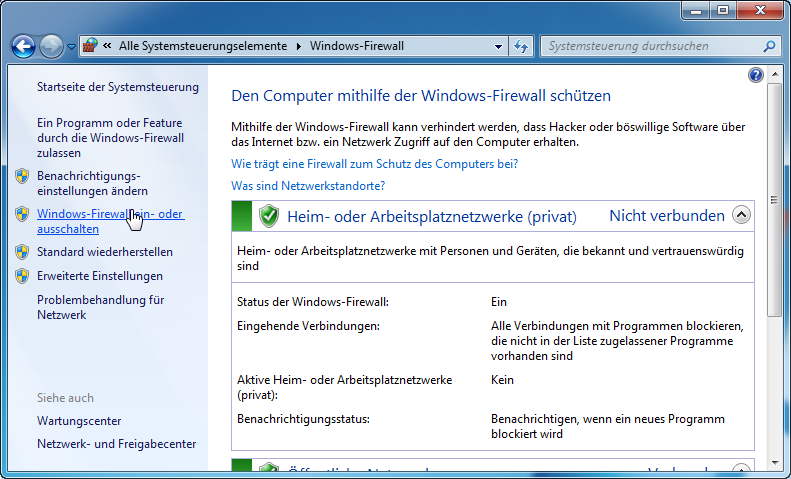 « Alle Systemsteuerungselemente ▸ Windows-Firewall
Systemsteuerung durchsuchen
Startseite der Systemsteuerung
Ein Programm oder Feature
durch die Windows-Firewall
zulassen
Benachrichtigungs-
einstellungen ändern
Windows-Firewall ein- oder
ausschalten
Standard wiederherstellen
Erweiterte Einstellungen
Problembehandlung für
Netzwerk
Siehe auch
Wartungscenter
Netzwerk- und Freigabecenter
Den Computer mithilfe der Windows-Firewall schützen
Mithilfe der Windows-Firewall kann verhindert werden, dass Hacker oder böswillige Software über
das Internet bzw. ein Netzwerk Zugriff auf den Computer erhalten.
Wie trägt eine Firewall zum Schutz des Computers bei?
Was sind Netzwerkstandorte?
Heim- oder Arbeitsplatznetzwerke (privat) Nicht verbunden
Heim- oder Arbeitsplatznetzwerke mit Personen und Geräten, die bekannt und vertrauenswürdig
sind
Status der Windows-Firewall: Ein
Eingehende Verbindungen: Alle Verbindungen mit Programmen blockieren,
die nicht in der Liste zugelassener Programme
vorhanden sind
Aktive Heim- oder Arbeitsplatznetzwerke Kein
(privat):
Benachrichtigungsstatus: Benachrichtigen, wenn ein neues Programm
blockiert wird